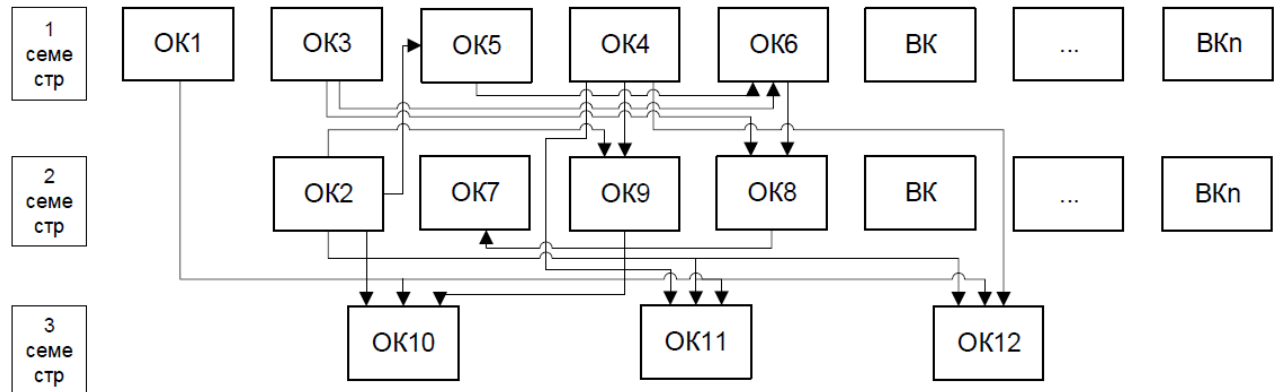 1
семе
стр
ОК1
ОК3
ОК5
ОК4
ОК6
ВК
...
ВКn
2
семе
стр
ОК2
ОК7
ОК9
ОК8
ВК
...
ВКn
3
семе
стр
ОК10
ОК11
ОК12